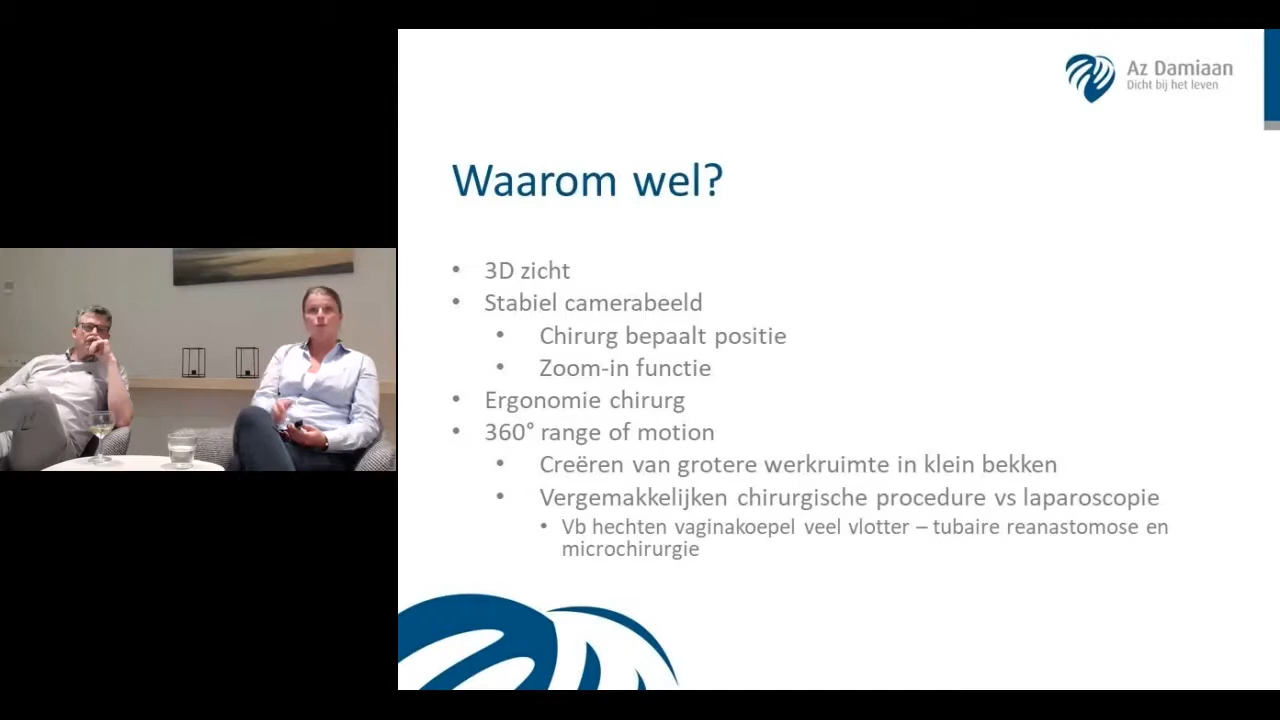 Az Damiaan
Dicht bij het leven
Waarom wel?
• 3D zicht
• Stabiel camerabeeld
• Chirurg bepaalt positie
• Zoom-in functie
• Ergonomie chirurg
• 360° range of motion
• Creëren van grotere werkruimte in klein bekken
• Vergemakkelijken chirurgische procedure vs laparoscopie
• Vb hechten vaginakoepel veel vlotter – tubaire reanastomose en
microchirurgie